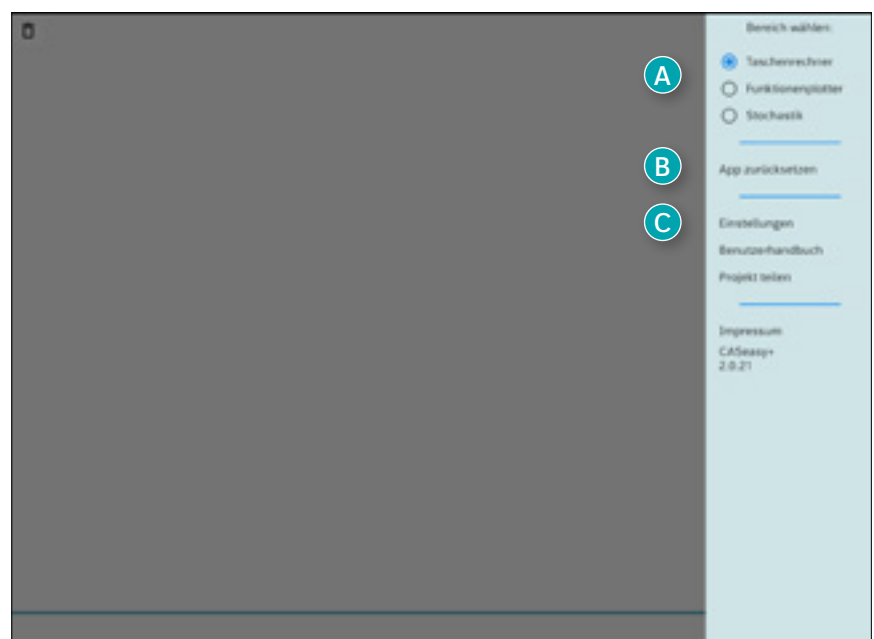 Bereich wählen:
A
Taschenrechner
Funktionenplotter
Stochastik
B
App zurücksetzen
C
Einstellungen
Benutzerhandbuch
Projekt teilen
Impressum
CASeasy+
2.0.21